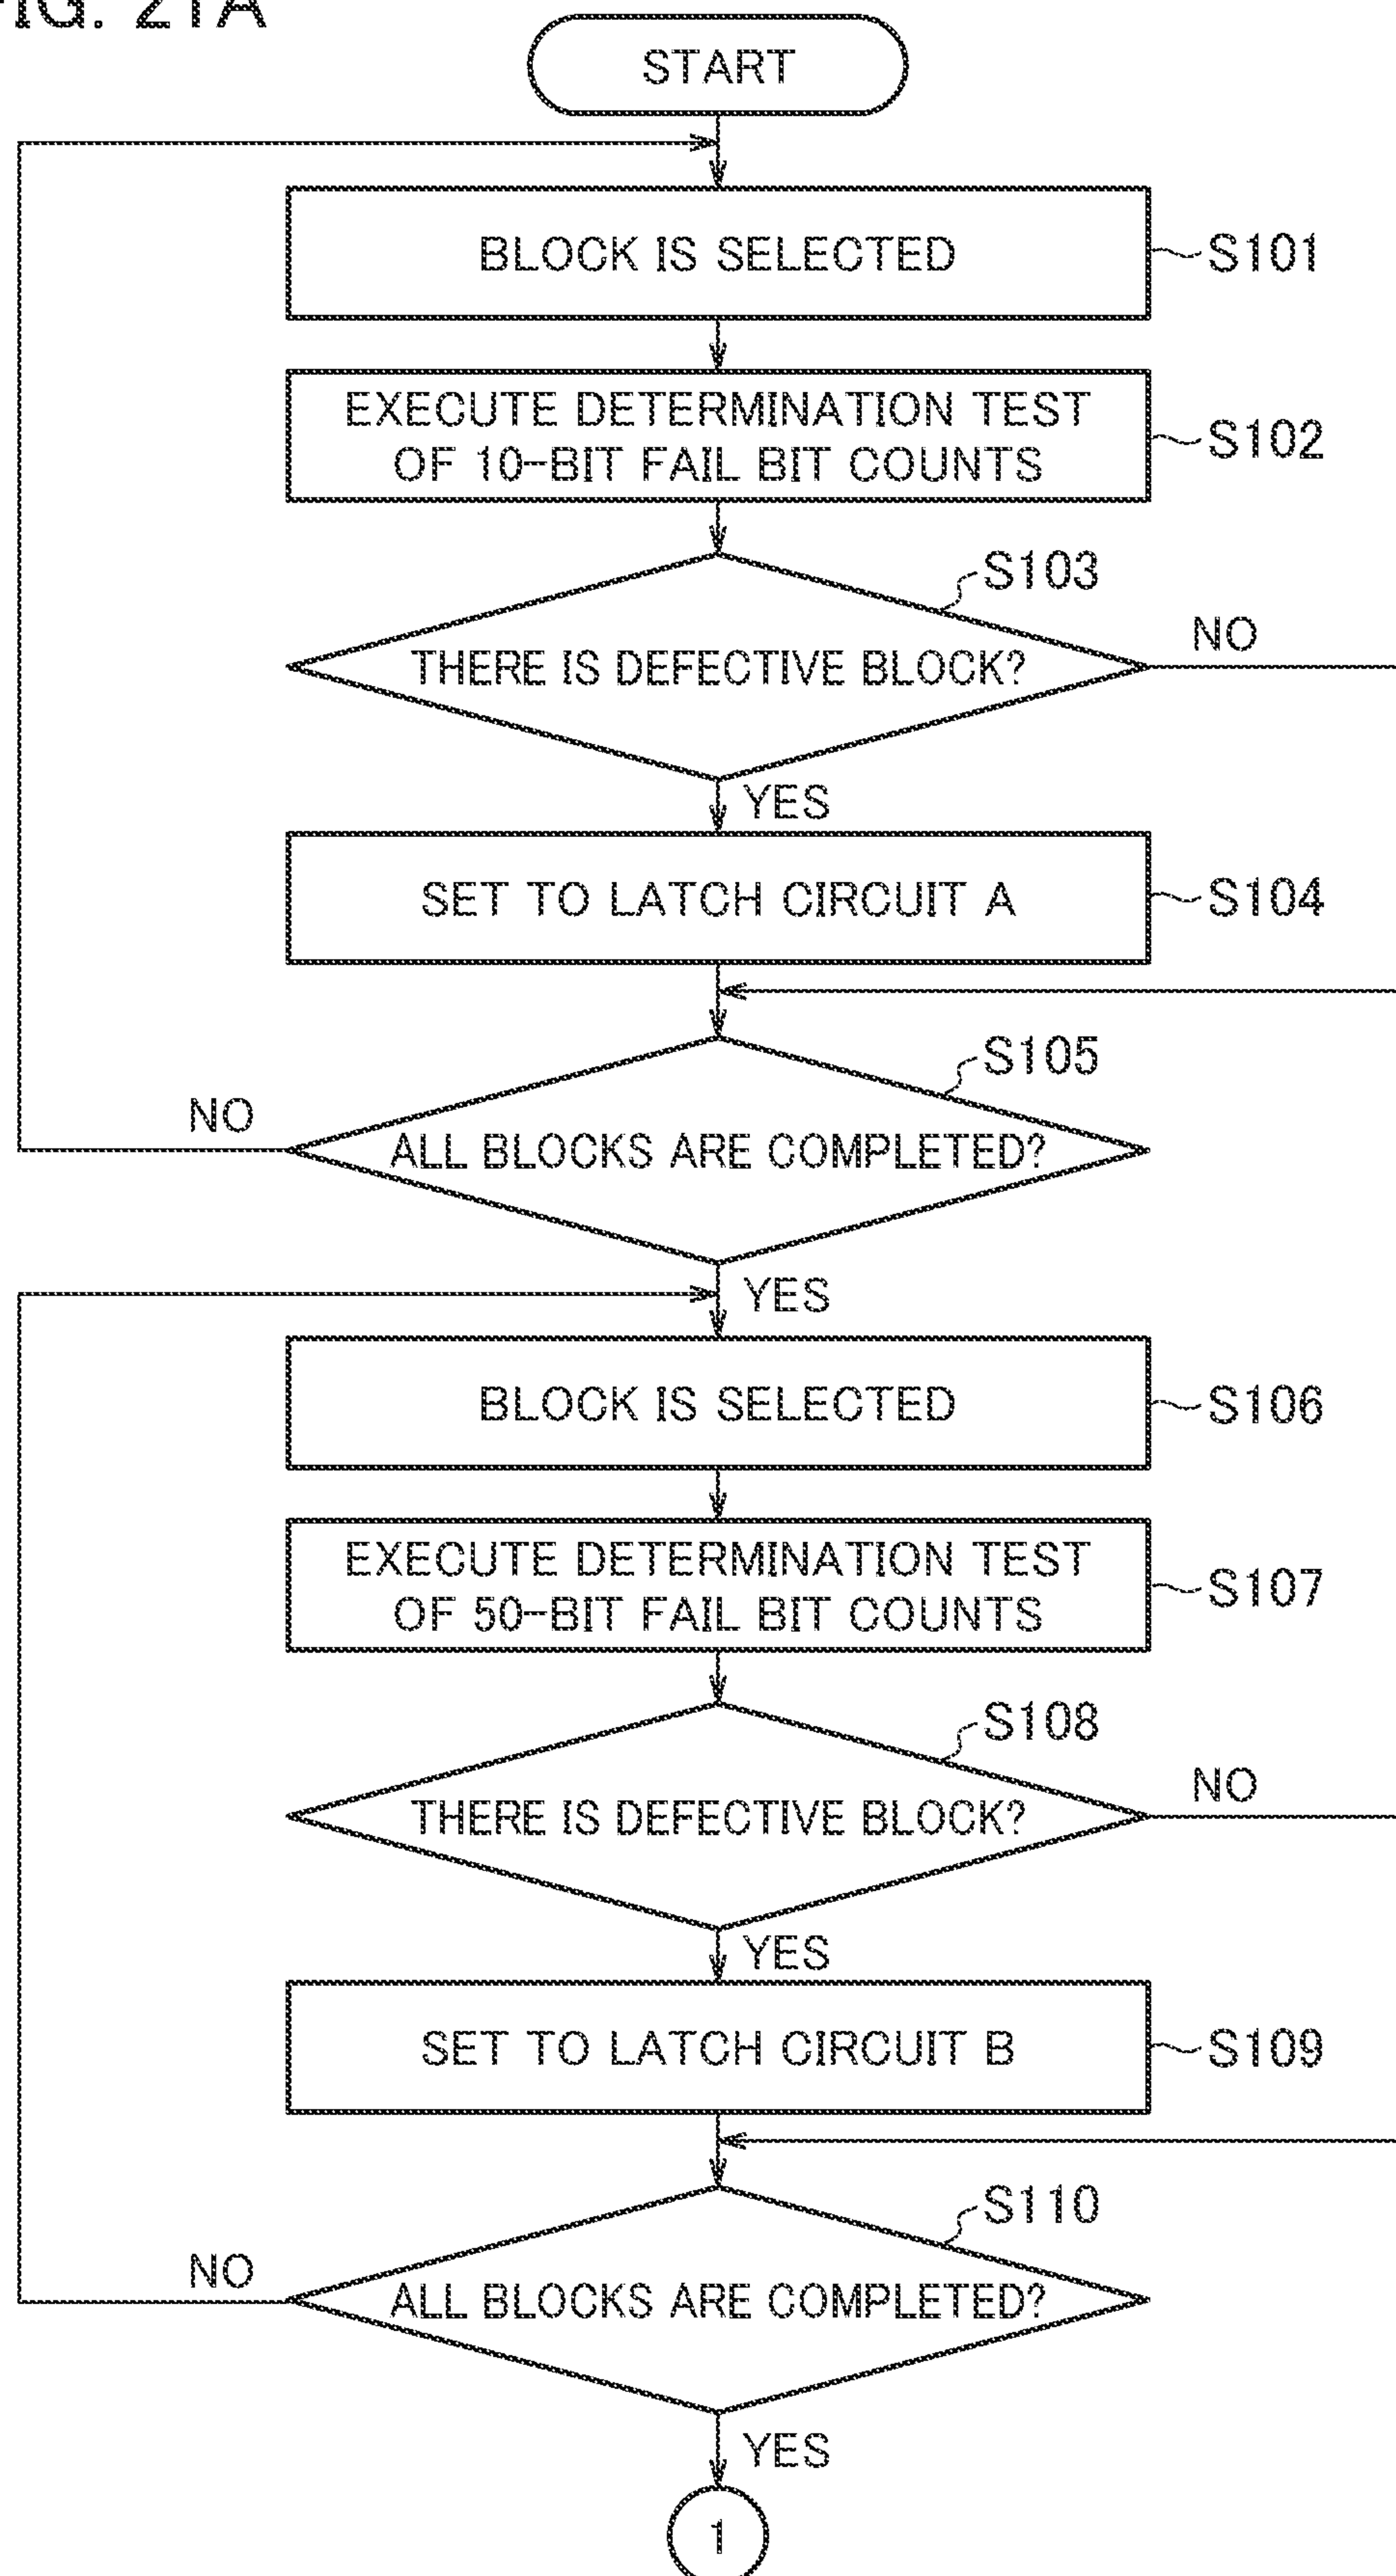 FIG. 21A
START
BLOCK IS SELECTED
S101
EXECUTE DETERMINATION TEST
OF 10-BIT FAIL BIT COUNTS
S102
S103
THERE IS DEFECTIVE BLOCK?
NO
YES
SET TO LATCH CIRCUIT A
S104
S105
ALL BLOCKS ARE COMPLETED?
NO
YES
BLOCK IS SELECTED
S106
EXECUTE DETERMINATION TEST
OF 50-BIT FAIL BIT COUNTS
S107
S108
THERE IS DEFECTIVE BLOCK?
NO
YES
SET TO LATCH CIRCUIT B
S109
S110
ALL BLOCKS ARE COMPLETED?
NO
YES
1